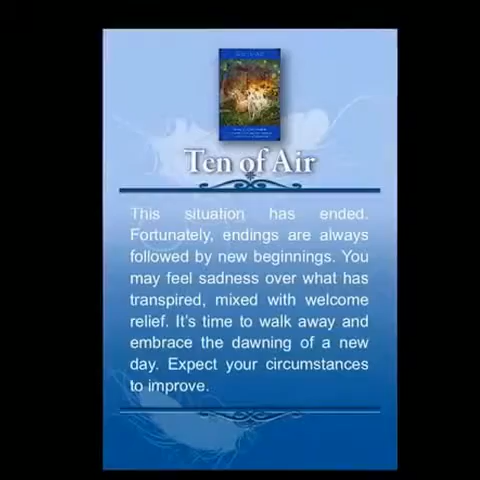 Ten of Air
This situation has ended.
Fortunately, endings are always
followed by new beginnings. You
may feel sadness over what has
transpired, mixed with welcome
relief. It's time to walk away and
embrace the dawning of a new
day. Expect your circumstances
to improve.